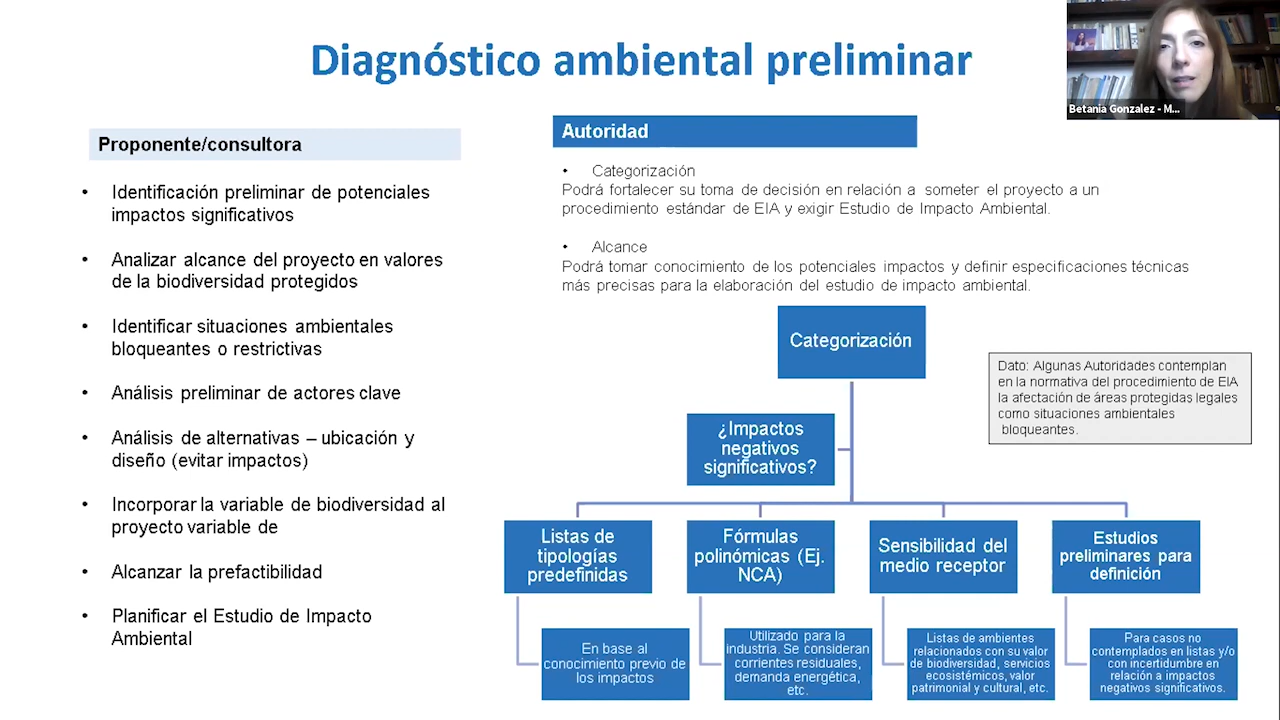 Diagnóstico ambiental preliminar
Betania Gonzalez - M...
Proponente/consultora
• Identificación preliminar de potenciales
impactos significativos
• Analizar alcance del proyecto en valores
de la biodiversidad protegidos
• Identificar situaciones ambientales
bloqueantes o restrictivas
• Análisis preliminar de actores clave
• Análisis de alternativas – ubicación y
diseño (evitar impactos)
• Incorporar la variable de biodiversidad al
proyecto variable de
• Alcanzar la prefactibilidad
• Planificar el Estudio de Impacto
Ambiental
Autoridad
• Categorización
Podrá fortalecer su toma de decisión en relación a someter el proyecto a un
procedimiento estándar de EIA y exigir Estudio de Impacto Ambiental.
• Alcance
Podrá tomar conocimiento de los potenciales impactos y definir especificaciones técnicas
más precisas para la elaboración del estudio de impacto ambiental.
Categorización
Dato: Algunas Autoridades contemplan
en la normativa del procedimiento de EIA
la afectación de áreas protegidas legales
como situaciones ambientales
bloqueantes.
¿Impactos
negativos
significativos?
Listas de
tipologías
predefinidas
Fórmulas
polinómicas (Ej.
NCA)
Sensibilidad del
medio receptor
Estudios
preliminares para
definición
En base al
conocimiento previo de
los impactos
Utilizado para la
industria. Se consideran
corrientes residuales,
demanda energética,
etc.
Listas de ambientes
relacionados con su valor
de biodiversidad, servicios
ecosistémicos, valor
patrimonial y cultural, etc.
Para casos no
contemplados en listas y/o
con incertidumbre en
relación a impactos
negativos significativos.